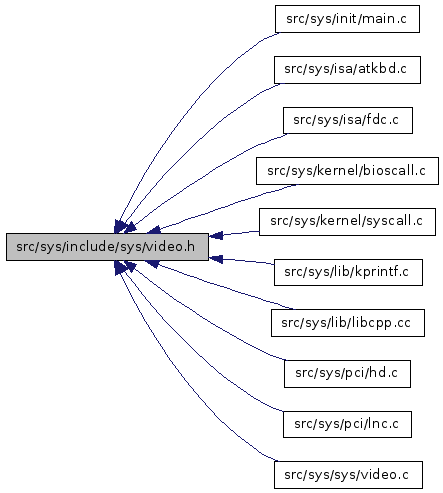 src/sys/init/main.c
src/sys/isa/atkbd.c
src/sys/isa/fdc.c
src/sys/kernel/bioscall.c
src/sys/kernel/syscall.c
src/sys/include/sys/video.h
src/sys/lib/kprintf.c
src/sys/lib/libcpp.cc
src/sys/pci/hd.c
src/sys/pci/lnc.c
src/sys/sys/video.c